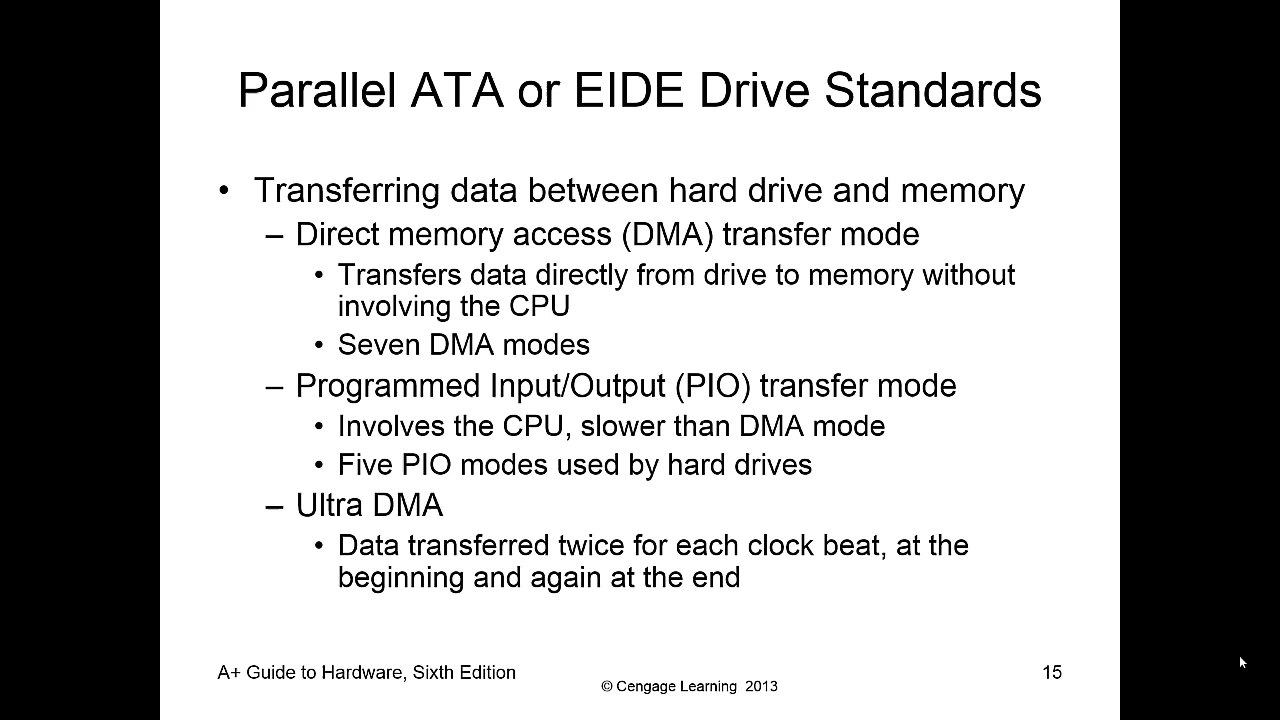 Parallel ATA or EIDE Drive Standards
• Transferring data between hard drive and memory
– Direct memory access (DMA) transfer mode
• Transfers data directly from drive to memory without
involving the CPU
• Seven DMA modes
– Programmed Input/Output (PIO) transfer mode
• Involves the CPU, slower than DMA mode
• Five PIO modes used by hard drives
– Ultra DMA
• Data transferred twice for each clock beat, at the
beginning and again at the end
A+ Guide to Hardware, Sixth Edition
© Cengage Learning 2013
15